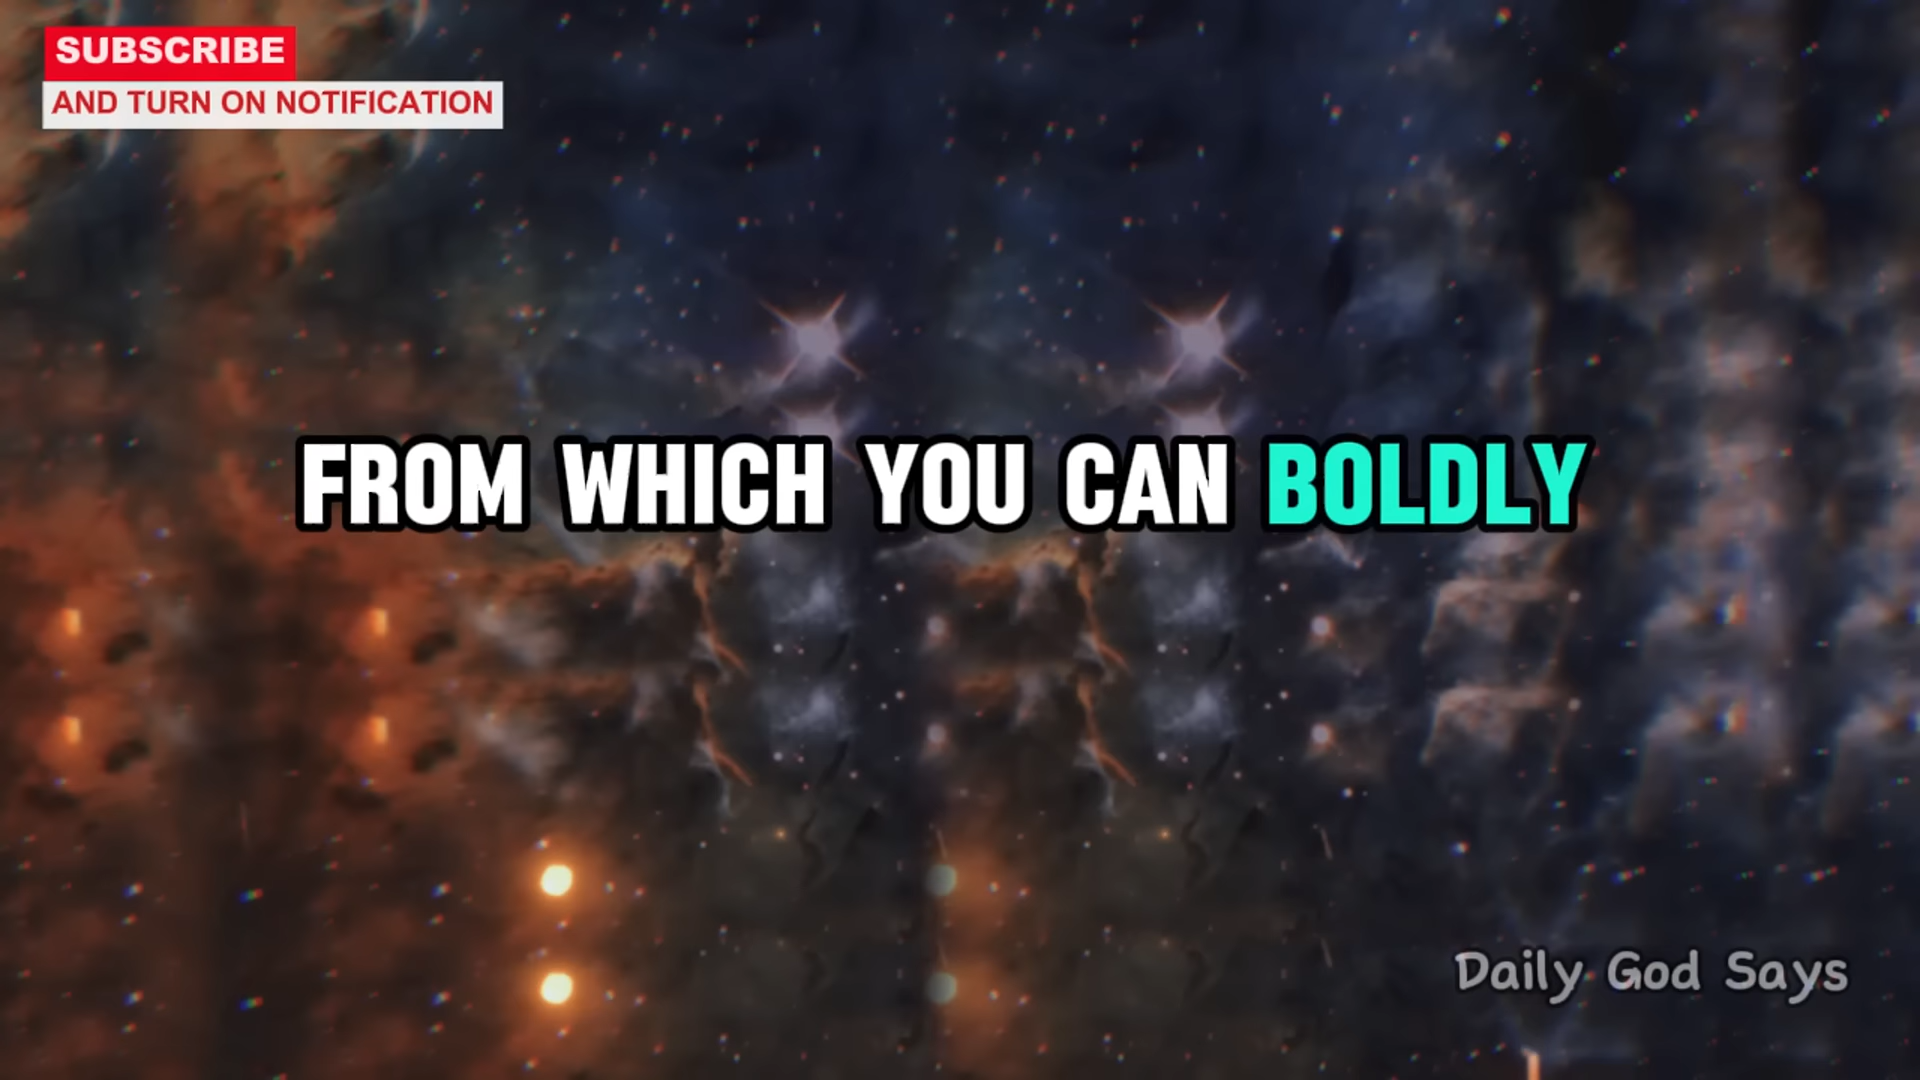 SUBSCRIBE
AND TURN ON NOTIFICATION
FROM WHICH YOU CAN BOLDLY
Daily God Says